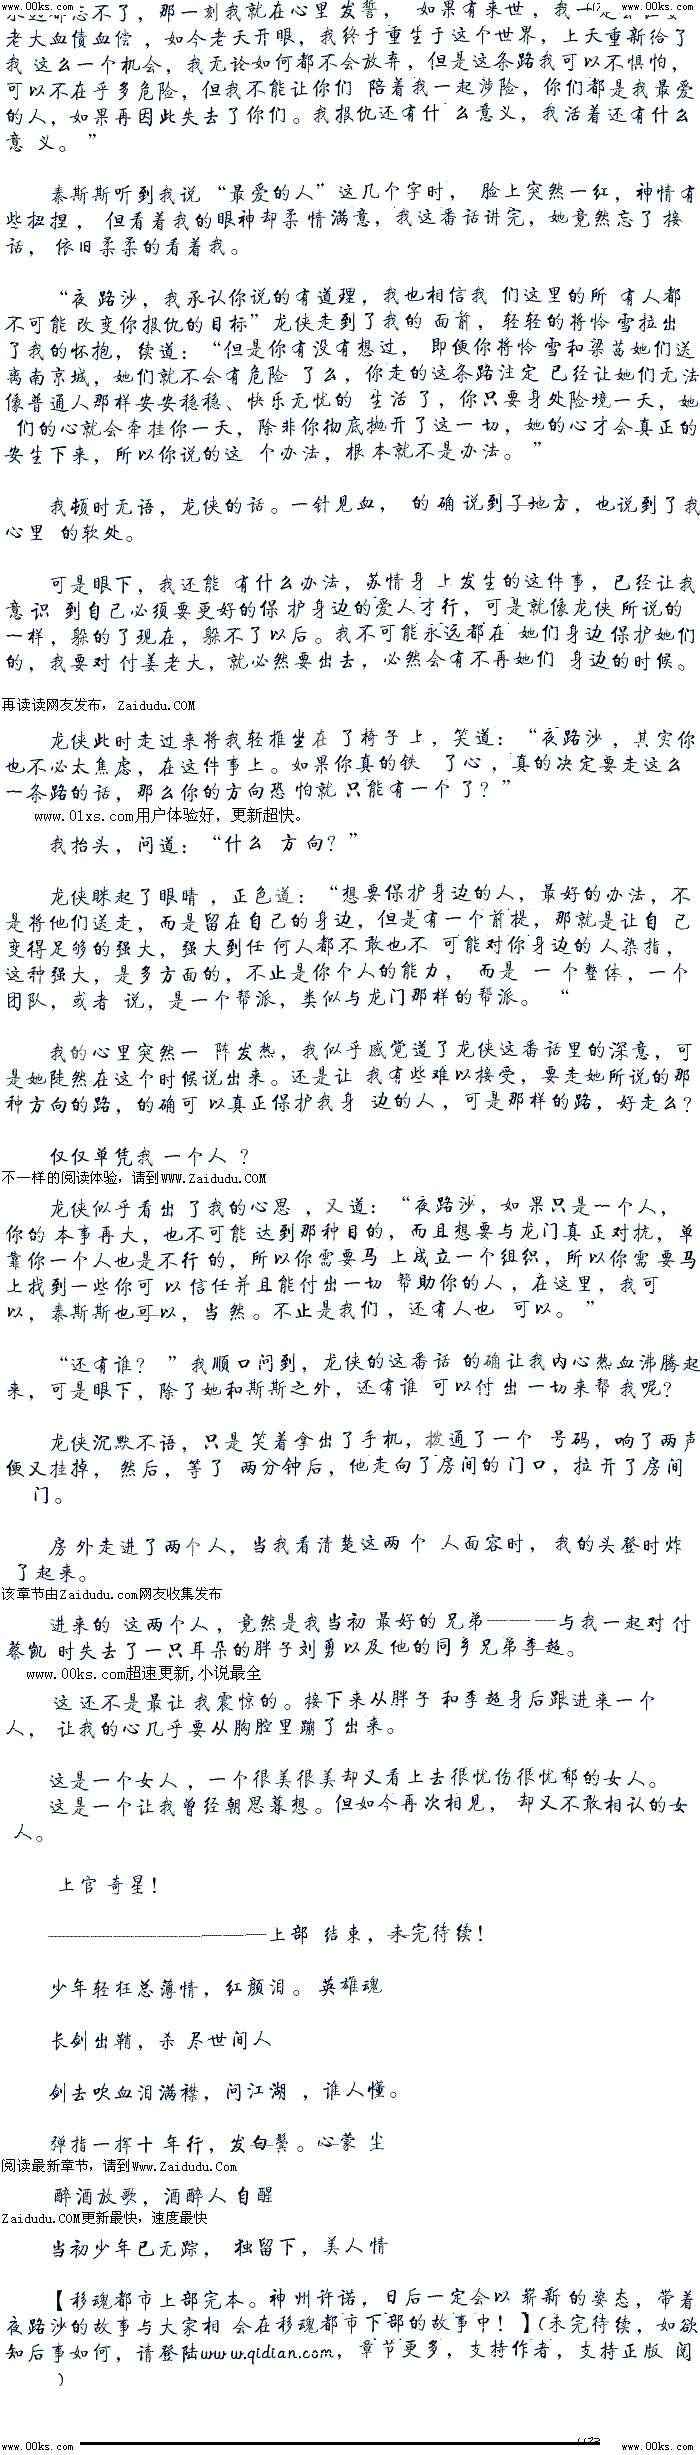 www.00ks.com www.00ks.com
老大血债血偿，如今老天开眼，我终于重生于这个世界，上天重新给了
我 这么一个机会，我无论如何都不会放弃，但是这条路我可以不惧怕，
可以不在乎多危险，但我不能让你们 陪着我一起涉险，你们都是我最爱
的人，如果再因此失去了你们。我报仇还有什 么意义，我活着还有什么
意 义。”
秦斯斯听到我说 “最爱的人”这几个字时， 脸上突然一红，神情有
些扭捏， 但看着我的眼神却柔 情满意，我这番话讲完，她竟然忘了接
话， 依旧柔柔的看着我。
“夜 路沙，我承认你说的有道理，我也相信我 们这里的所 有人都
不可能 改变你报仇的目标”龙侠走到了我的 面前，轻轻的将怜 雪拉出
了我的怀抱，续道：“但是你有没有想过， 即便你将怜 雪和梁苗她们送
离南京城，她们就不会有危险 了么，你走的这条路注定 已经让她们无法
像普通人那样安安稳稳、快乐无忧的 生活 了，你只要身处险境一天，她
们的心就会牵挂你一天，除非你彻底抛开了这一切，她的心才会真正的
安生下来，所以你说的这 个办法，根本就不是办法。”
我顿时无语，龙侠的话。一针见血， 的 确 说到了地方，也说到了我
心里 的软处。
可是眼下，我还能 有什么办法，苏情身 上发生的这件事，已经让我
意 识 到自己必须要更好的保 护身边的爱人才行，可是就像龙侠所说的
一样，躲的了现在，躲不了以后。我不可能永远都在 她们身边保护她们
的，我要对 付姜老大，就必然要出去，必然会有不再她们 身边的时候。
再读读网友发布，Zaidudu.COM
龙侠此时走过来将我轻推坐在 了椅子上，笑道：“夜路沙，其实你
也不必太焦虑，在这件事上。如果你真的铁 了心，真的决定要走这么
一条路的话，那么你的方向恐 怕就 只能有一个了？”
www.01xs.com用户体验好，更新超快。
我抬头，问道：“什么 方向？”
龙侠眯起了眼睛，正色道：“想要保护身边的人，最好的办法，不
是将他们送走，而是留在自己的身边，但是有一个前提，那就是让自 己
变得足够的强大，强大到任 何人都不敢也不 可能对你身边的 人染指，
这种强大，是多方面的，不止是你个人的能力， 而是 一 个整体，一个
团队，或者 说，是一个帮派，类似与龙门那样的帮派。 “
我的心里突然一 阵发热，我似乎感觉道了龙侠这番话里的深意，可
是她陡然在这个时候说出来。还是让 我有些难以接受，要走她所说的那
种方向的路，的确可 以真正保护我身 边的人，可是那样的路，好走么？
仅仅单凭我一个人 ？
不一样的阅读体验，请到WWW.Zaidudu.COM
龙侠似乎看出 了我的心思 ，又道：“夜路沙，如 果只是一个人，
你的 本事再大，也不可能 达到那种目的，而且想要与龙门真 正对抗，单
靠你一个人也是不行 的，所以你需要马 上成立一个组织，所以你需 要马
上找到一些你可 以信任并且能付出一切 帮助你的人，在这里，我可
以，秦斯斯也可以，当 然。不止是我们，还有人也 可以。 ”
“还有谁？ ”我顺口问到，龙侠的这番话 的确让我内心热血沸腾起
来，可是眼下，除了她和斯斯之外，还有谁 可以付 出一切来帮 我呢？
龙侠沉默不语，只是 笑着拿出了手机，拨通了一个 号码，响了两声
便又挂掉， 然后，等了 两分钟后，他走向了房间的门口，拉开了房间
门。
房 外走进了两个人，当我看清楚这两 个 人面容时， 我的头登时炸
了起来。
该章节由Zaidudu.com网友收集发布
进来的 这两个人，竟然是我当初 最好的兄弟————与我一起对 付
蔡凯 时失去了一只耳朵的胖子刘勇以及他的同乡兄弟李超。
www.00ks.com超速更新,小说最全
这 还不是最让 我震惊的。接下来从胖子 和李超身后跟进来一个
人， 让我的心几乎要从胸腔里蹦了出来。
这是一个女人，一个很美很美却又看上去很忧伤很忧郁的女人。
这是一个让我曾经朝思暮想。但如今再次相见， 却又不敢相认的女
人。
上官 奇星！
————————————上部 结束，未完待续！
少年轻狂总薄情，红颜泪。 英雄魂
长剑出鞘，杀 尽世间人
剑去吹血泪满襟，问江湖 ，谁人懂。
弹指一挥十 年行，发白鬓。心蒙 尘
阅读最新章节，请到Www.Zaidudu.Com
醉酒放歌，酒醉人 自醒
Zaidudu.COM更新最快，速度最快
当初少年已无踪， 独留下，美人情
【移魂都市上部完本。神 州许诺，日后一定会以 崭新 的姿态，带着
夜路沙的故事与大家相 会在移魂都市下部的故事中！】(未完待续，如欲
知后事如何，请登陆www.qidian.com，章节更多，支持作者，支持正版 阅
)
www.00ks.com www.00ks.com